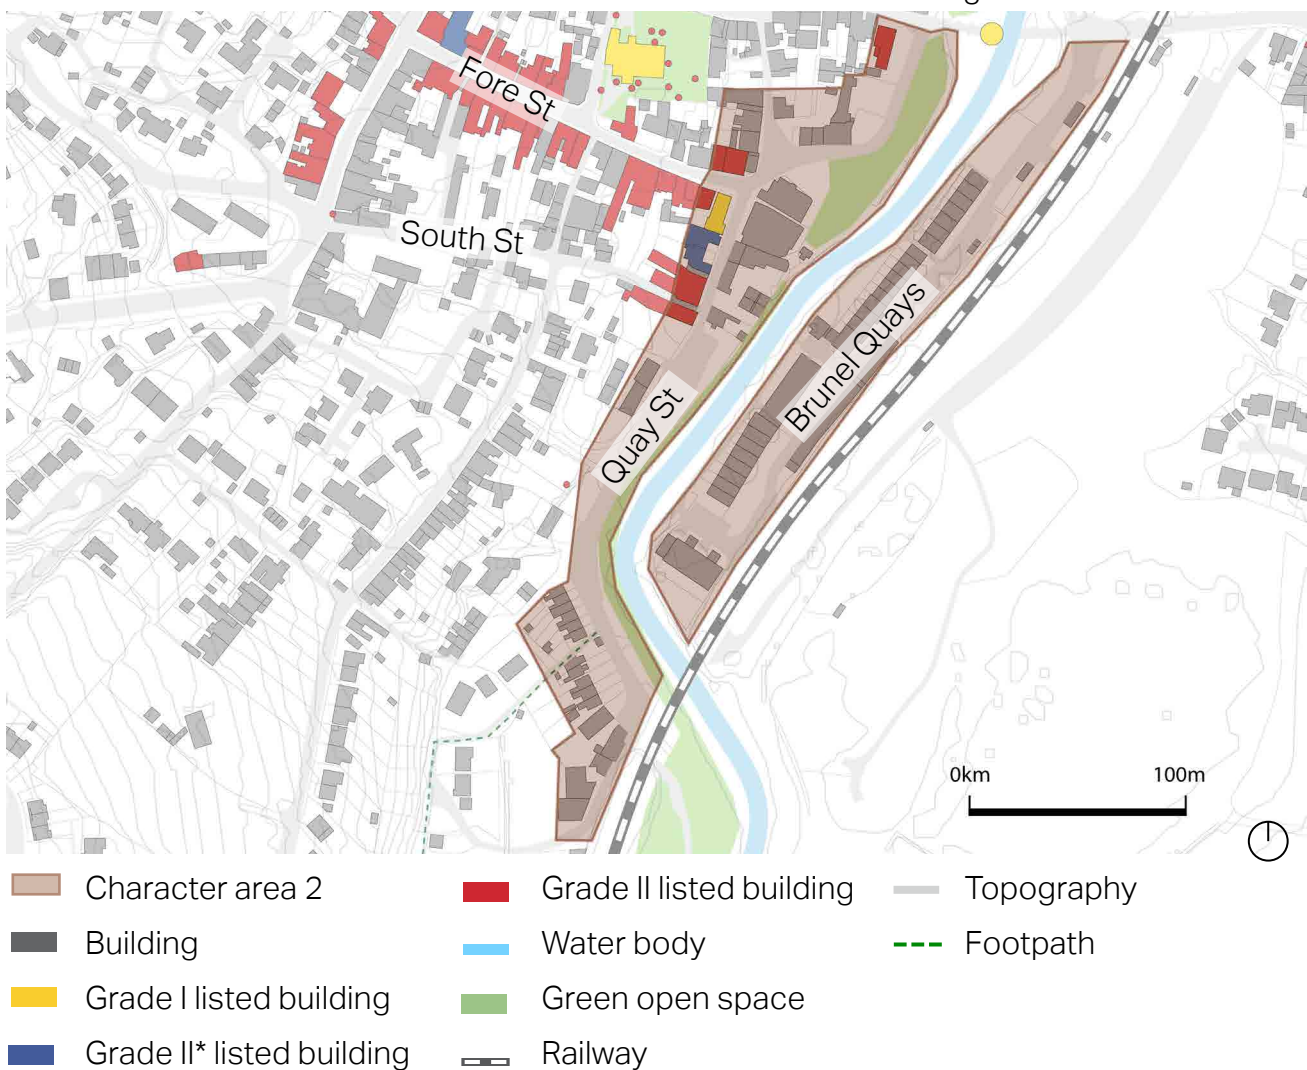 Fore St
South St
Quay St
Brunel Quays
0km 100m
Character area 2
Building
Grade I listed building
Grade II* listed building
Grade II listed building
Water body
Green open space
Railway
Topography
Footpath